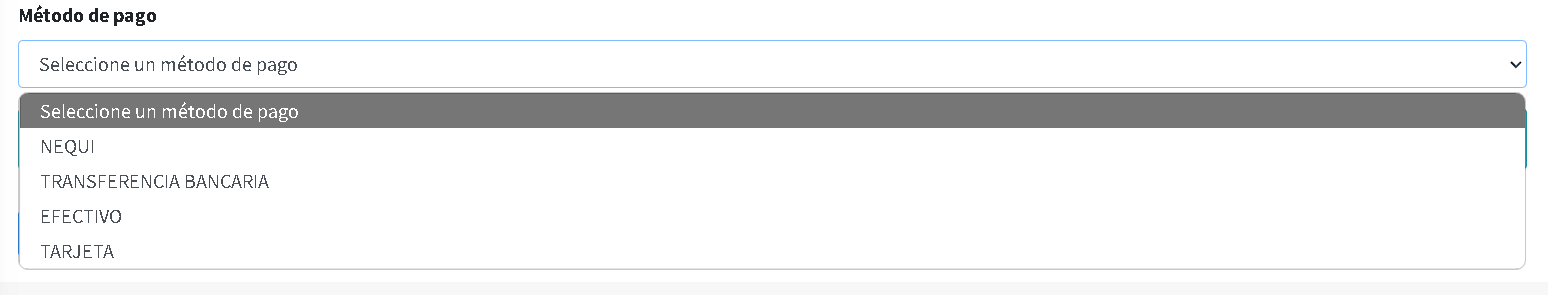 Método de pago
Seleccione un método de pago
Seleccione un método de pago
NEQUI
TRANSFERENCIA BANCARIA
EFECTIVO
TARJETA